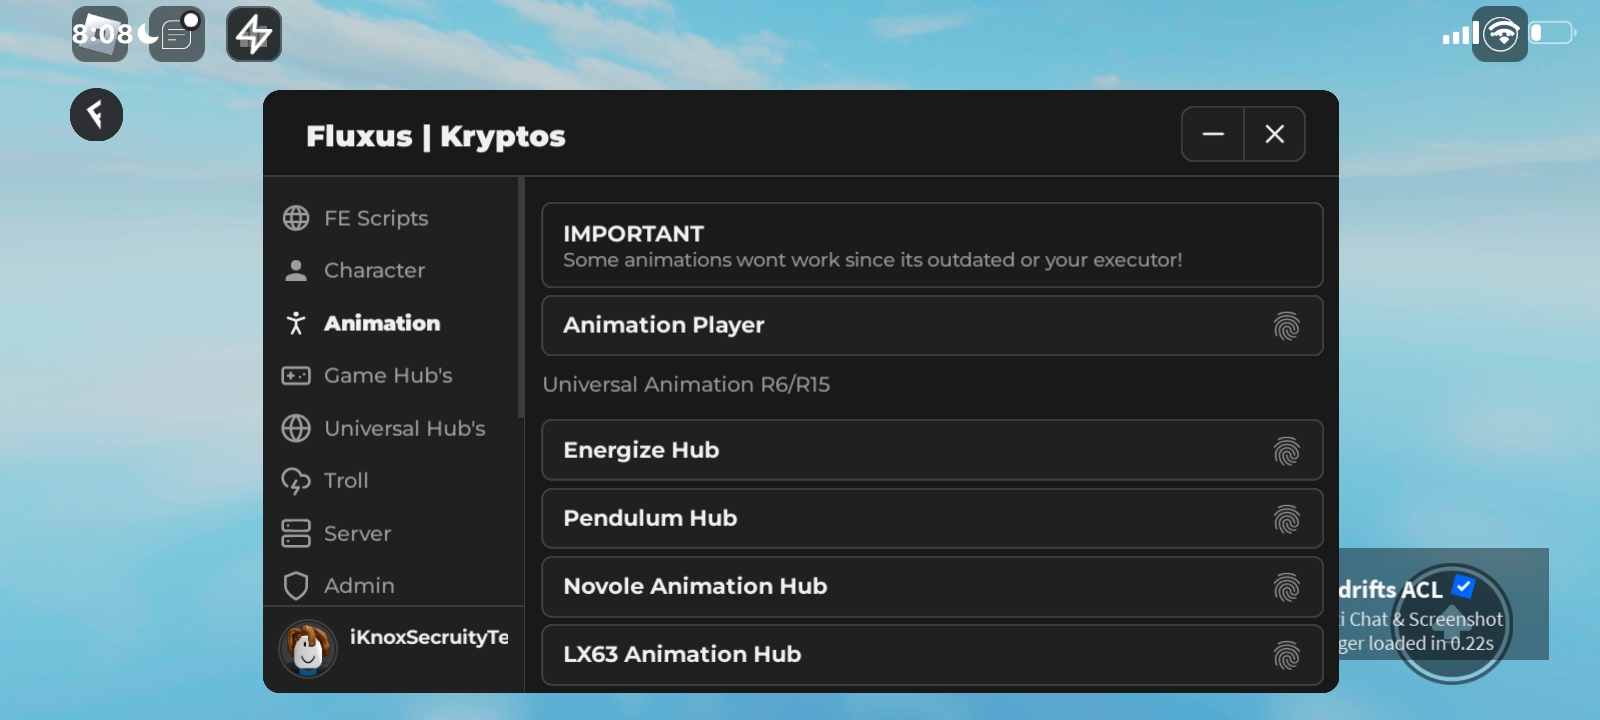 8:08
Fluxus | Kryptos
FE Scripts
Character
Animation
Game Hub's
Universal Hub's
Troll
Server
Admin
iKnoxSecruityTe
IMPORTANT
Some animations wont work since its outdated or your executor!
Animation Player
Universal Animation R6/R15
Energize Hub
Pendulum Hub
Novole Animation Hub
LX63 Animation Hub
drifts ACL
i Chat & Screenshot
ger loaded in 0.22s